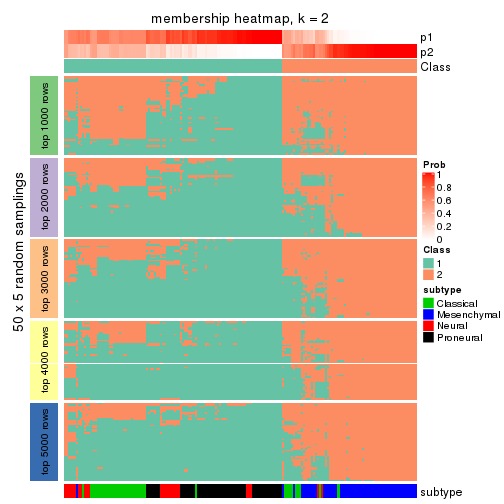 membership heatmap, k = 2
p1
p2
Class
50 x 5 random samplings
top 1000 rows
top 2000 rows
top 3000 rows
top 4000 rows
top 5000 rows
subtype
Prob
1
0.8
0.6
0.4
0.2
0
Class
1
2
subtype
Classical
Mesenchymal
Neural
Proneural